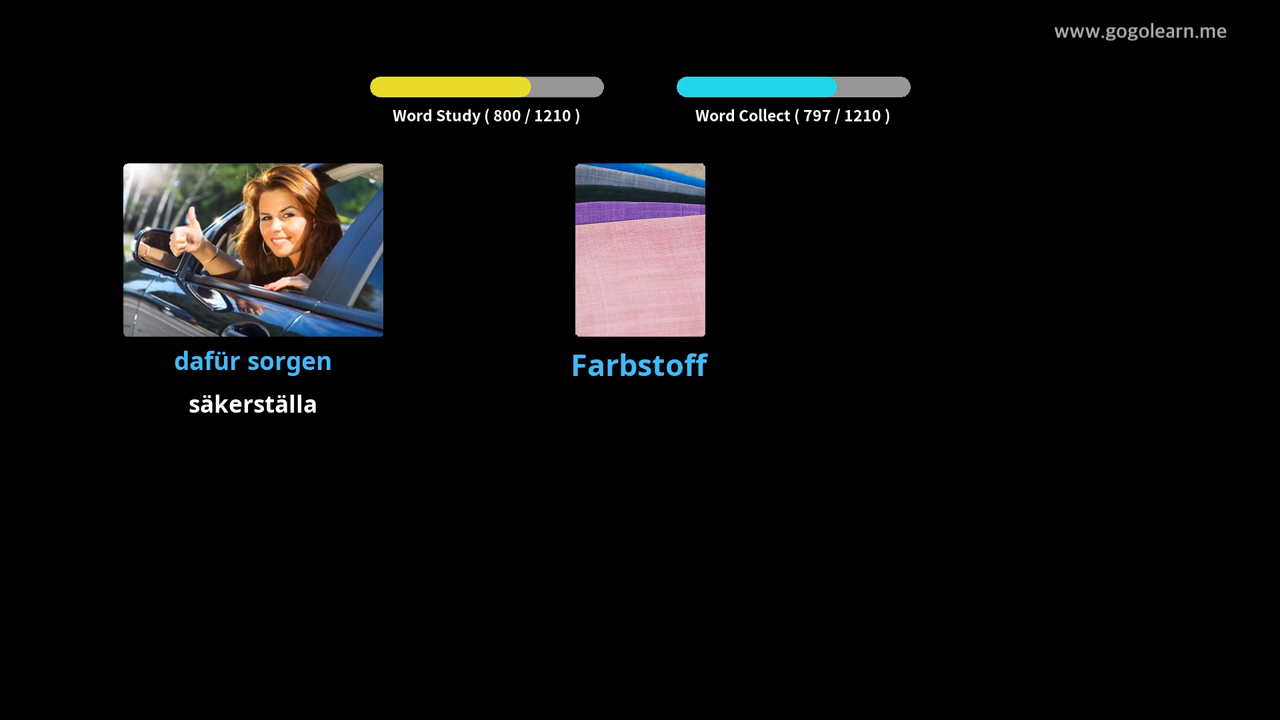 www.gogolearn.me
Word Study ( 800 / 1210 )
Word Collect ( 797 / 1210 )
dafür sorgen
säkerställa
Farbstoff